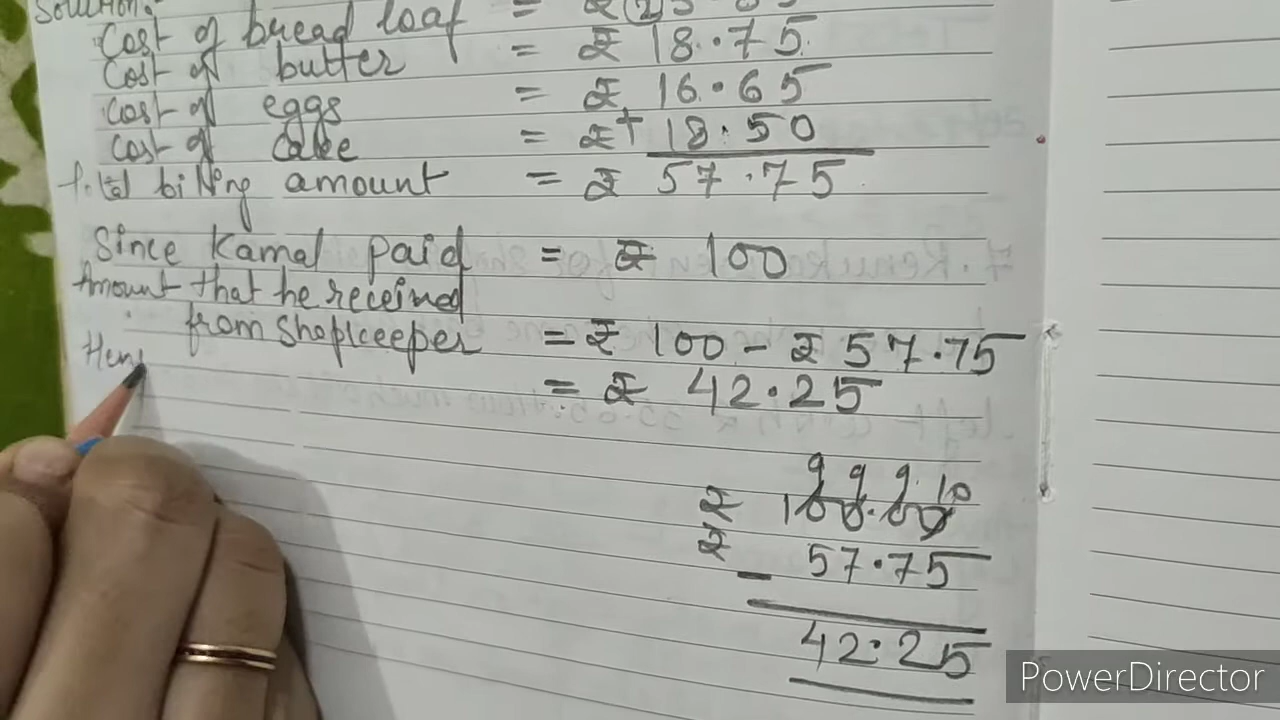 Solution:
Cost of bread loaf =
Cost of butter = ₹ 18.75
Cost of eggs = ₹ 16.65
Cost of cake = ₹ + 18.50
Total billing amount = ₹ 57.75
Since Kamal paid = ₹ 100
Amount that he received
from Shopkeeper = ₹ 100 - ₹ 57.75
Hen = ₹ 42.25
9 9 9 10
₹ 100.00
₹ - 57.75
42.25
PowerDirector